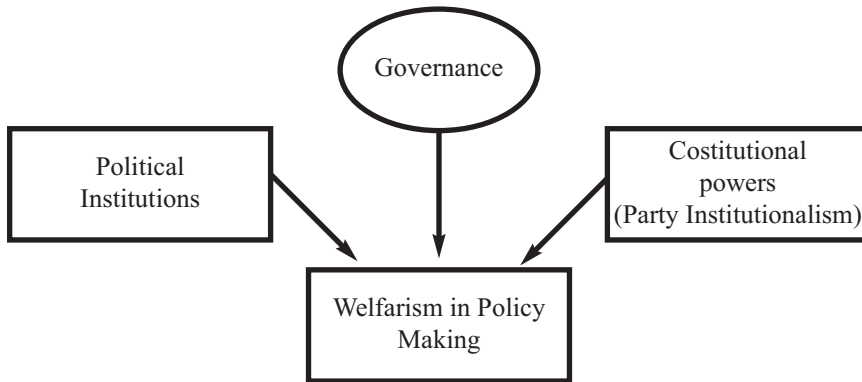 Governance
Political
Institutions
Costitutional
powers
(Party Institutionalism)
Welfarism in Policy
Making